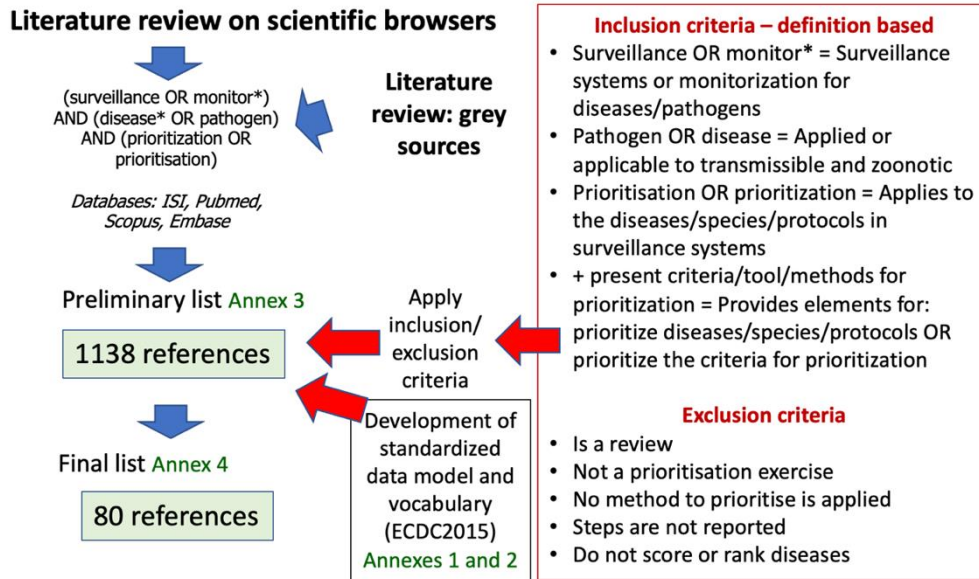 Literature review on scientific browsers
(surveillance OR monitor*)
AND (disease* OR pathogen)
AND (prioritization OR
prioritisation)
Literature
review: grey
sources
Databases: ISI, Pubmed,
Scopus, Embase
Preliminary list Annex 3
1138 references
Apply
inclusion/
exclusion
criteria
Development of
standardized
data model and
vocabulary
(ECDC2015)
Annexes 1 and 2
Final list Annex 4
80 references
Inclusion criteria – definition based
• Surveillance OR monitor* = Surveillance
systems or monitorization for
diseases/pathogens
• Pathogen OR disease = Applied or
applicable to transmissible and zoonotic
• Prioritisation OR prioritization = Applies to
the diseases/species/protocols in
surveillance systems
• + present criteria/tool/methods for
prioritization = Provides elements for:
prioritize diseases/species/protocols OR
prioritize the criteria for prioritization
Exclusion criteria
• Is a review
• Not a prioritisation exercise
• No method to prioritise is applied
• Steps are not reported
• Do not score or rank diseases